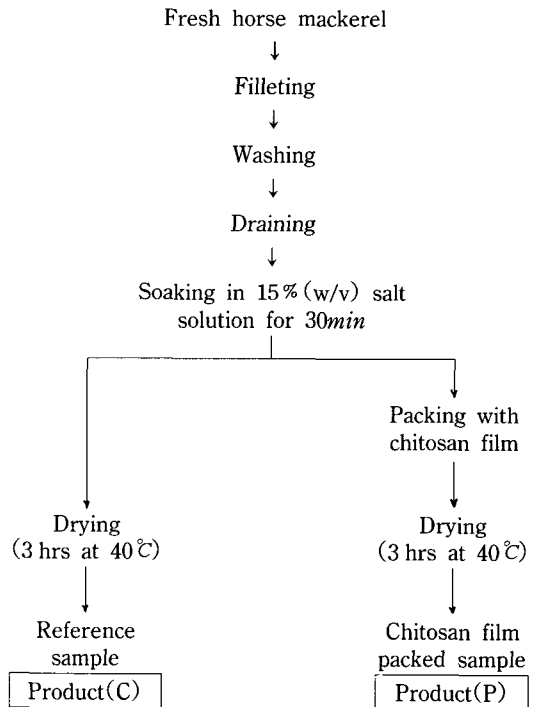 Fresh horse mackerel
↓
Filleting
↓
Washing
↓
Draining
↓
Soaking in 15% (w/v) salt
solution for 30min
Packing with
chitosan film
Drying
(3 hrs at 40℃)
Reference
sample
Product(C)
Drying
(3 hrs at 40℃)
Chitosan film
packed sample
Product(P)